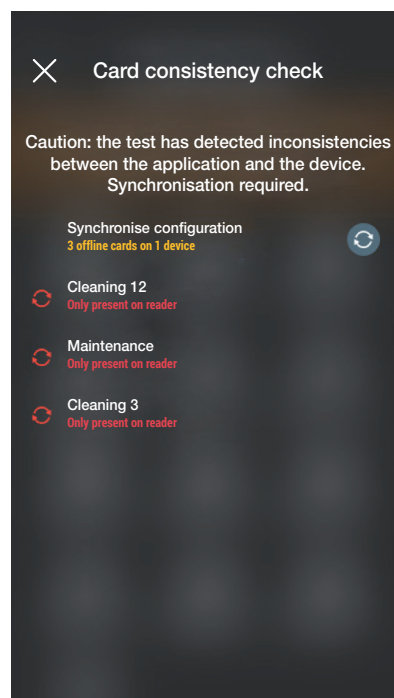 Card consistency check
Caution: the test has detected inconsistencies
between the application and the device.
Synchronisation required.
Synchronise configuration
3 offline cards on 1 device
Cleaning 12
Only present on reader
Maintenance
Only present on reader
Cleaning 3
Only present on reader